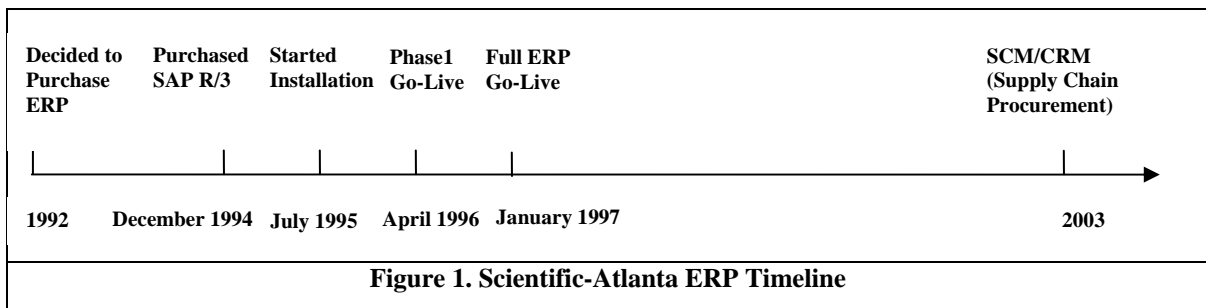 Decided to Purchase ERP
Purchased SAP R/3
Started Installation
Phase1 Go-Live
Full ERP Go-Live
SCM/CRM (Supply Chain Procurement)
1992
December 1994
July 1995
April 1996
January 1997
2003
Figure 1. Scientific-Atlanta ERP Timeline